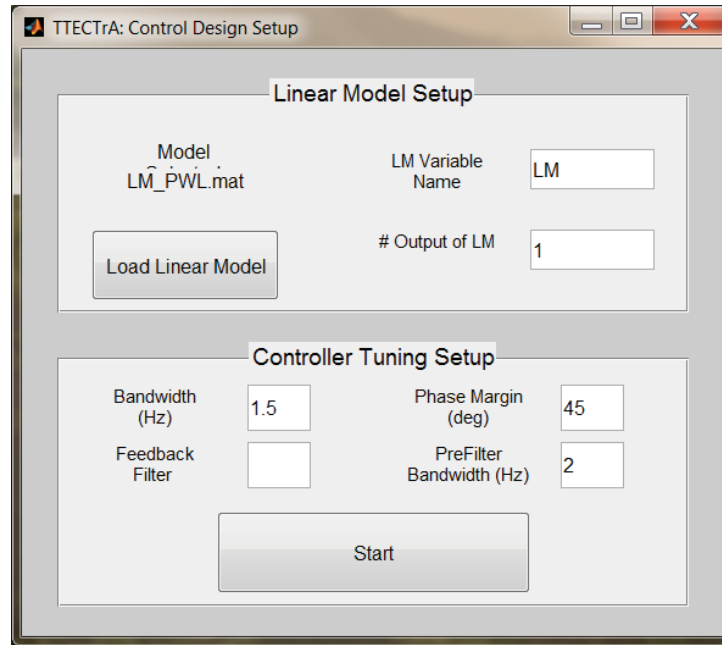 TTECTrA: Control Design Setup
Linear Model Setup
Model
LM_PWL.mat
LM Variable
Name
LM
Load Linear Model
# Output of LM
1
Controller Tuning Setup
Bandwidth
(Hz)
1.5
Phase Margin
(deg)
45
Feedback
Filter
PreFilter
Bandwidth (Hz)
2
Start